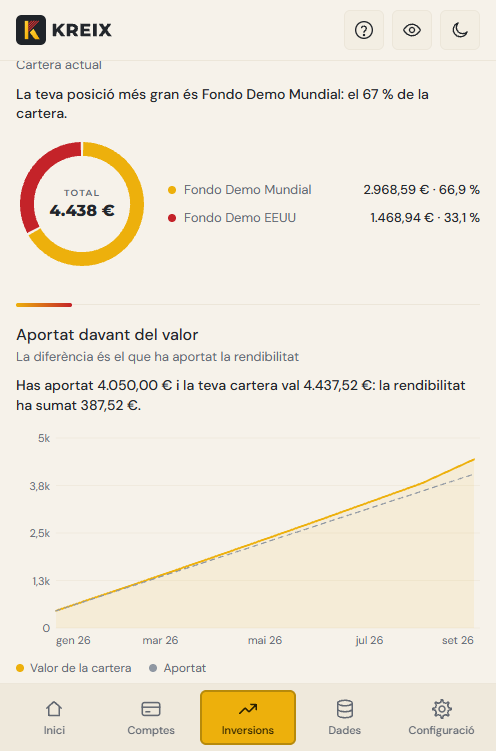 KREIX
Cartera actual
La teva posició més gran és Fondo Demo Mundial: el 67 % de la
cartera.
TOTAL
4.438 €
Fondo Demo Mundial 2.968,59 € · 66,9 %
Fondo Demo EEUU 1.468,94 € · 33,1 %
Aportat davant del valor
La diferència és el que ha aportat la rendibilitat
Has aportat 4.050,00 € i la teva cartera val 4.437,52 €: la rendibilitat
ha sumat 387,52 €.
5k
3,8k
2,5k
1,3k
0
gen 26 mar 26 mai 26 jul 26 set 26
Valor de la cartera Aportat
Inici Comptes Inversions Dades Configuració